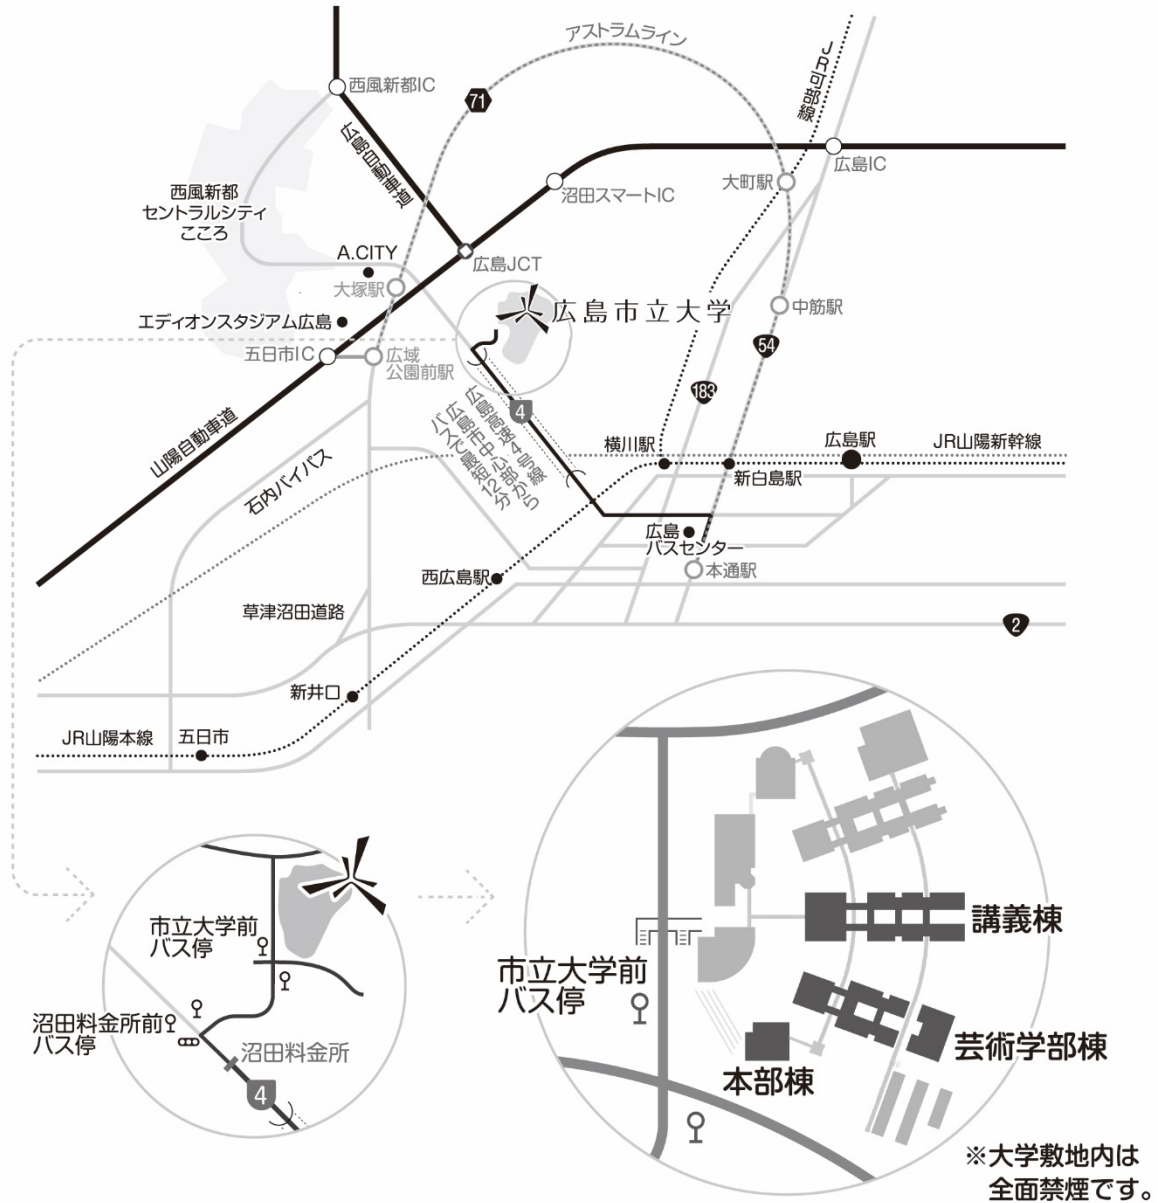 アストラムライン
JR可部線
西風新都IC
71
広島自動車道
広島IC
大町駅
沼田スマートIC
西風新都
セントラルシティ
こころ
A.CITY
広島JCT
大塚駅
広島市立大学
中筋駅
エディオンスタジアム広島
五日市IC
広域
公園前駅
54
183
4
広島高速4号線
広島市中心部から
バスで最短12分
山陽自動車道
石内バイパス
横川駅
広島駅
JR山陽新幹線
新白島駅
広島
バスセンター
本通駅
西広島駅
草津沼田道路
2
新井口
JR山陽本線
五日市
市立大学前
バス停
沼田料金所前
バス停
沼田料金所
4
講義棟
市立大学前
バス停
芸術学部棟
本部棟
※大学敷地内は
全面禁煙です。